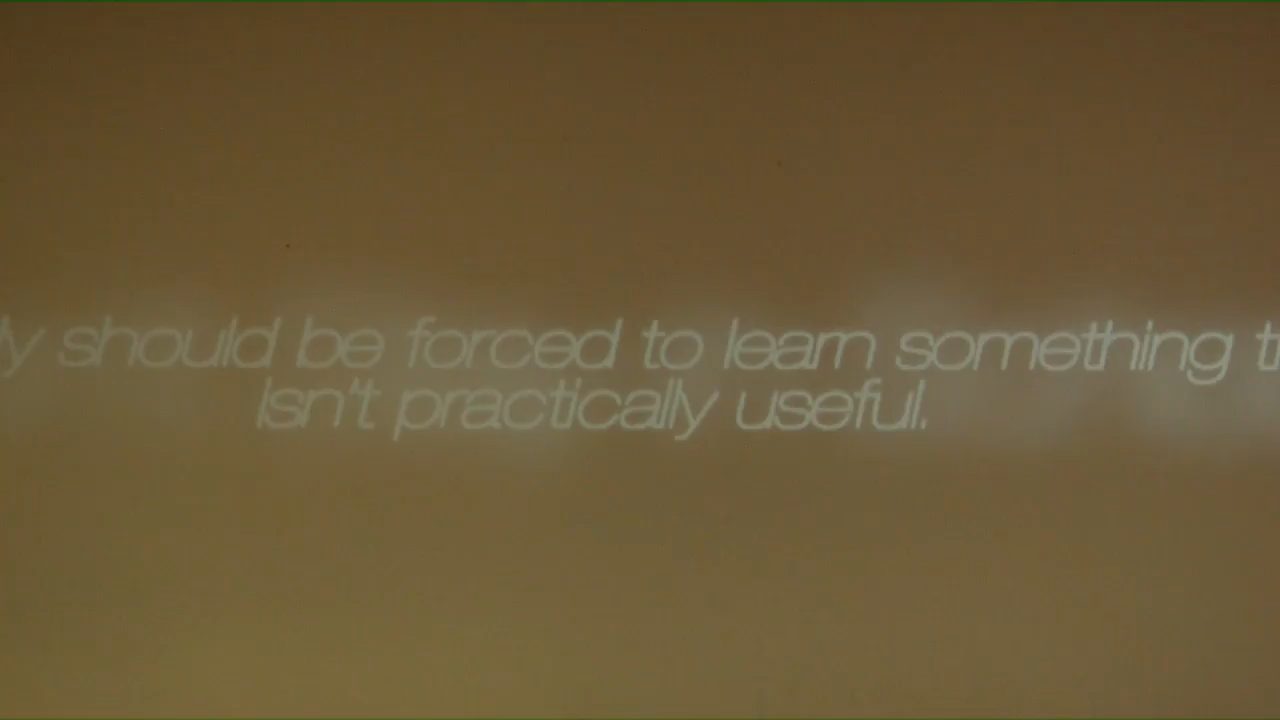 should be forced to learn something
isn't practically useful.